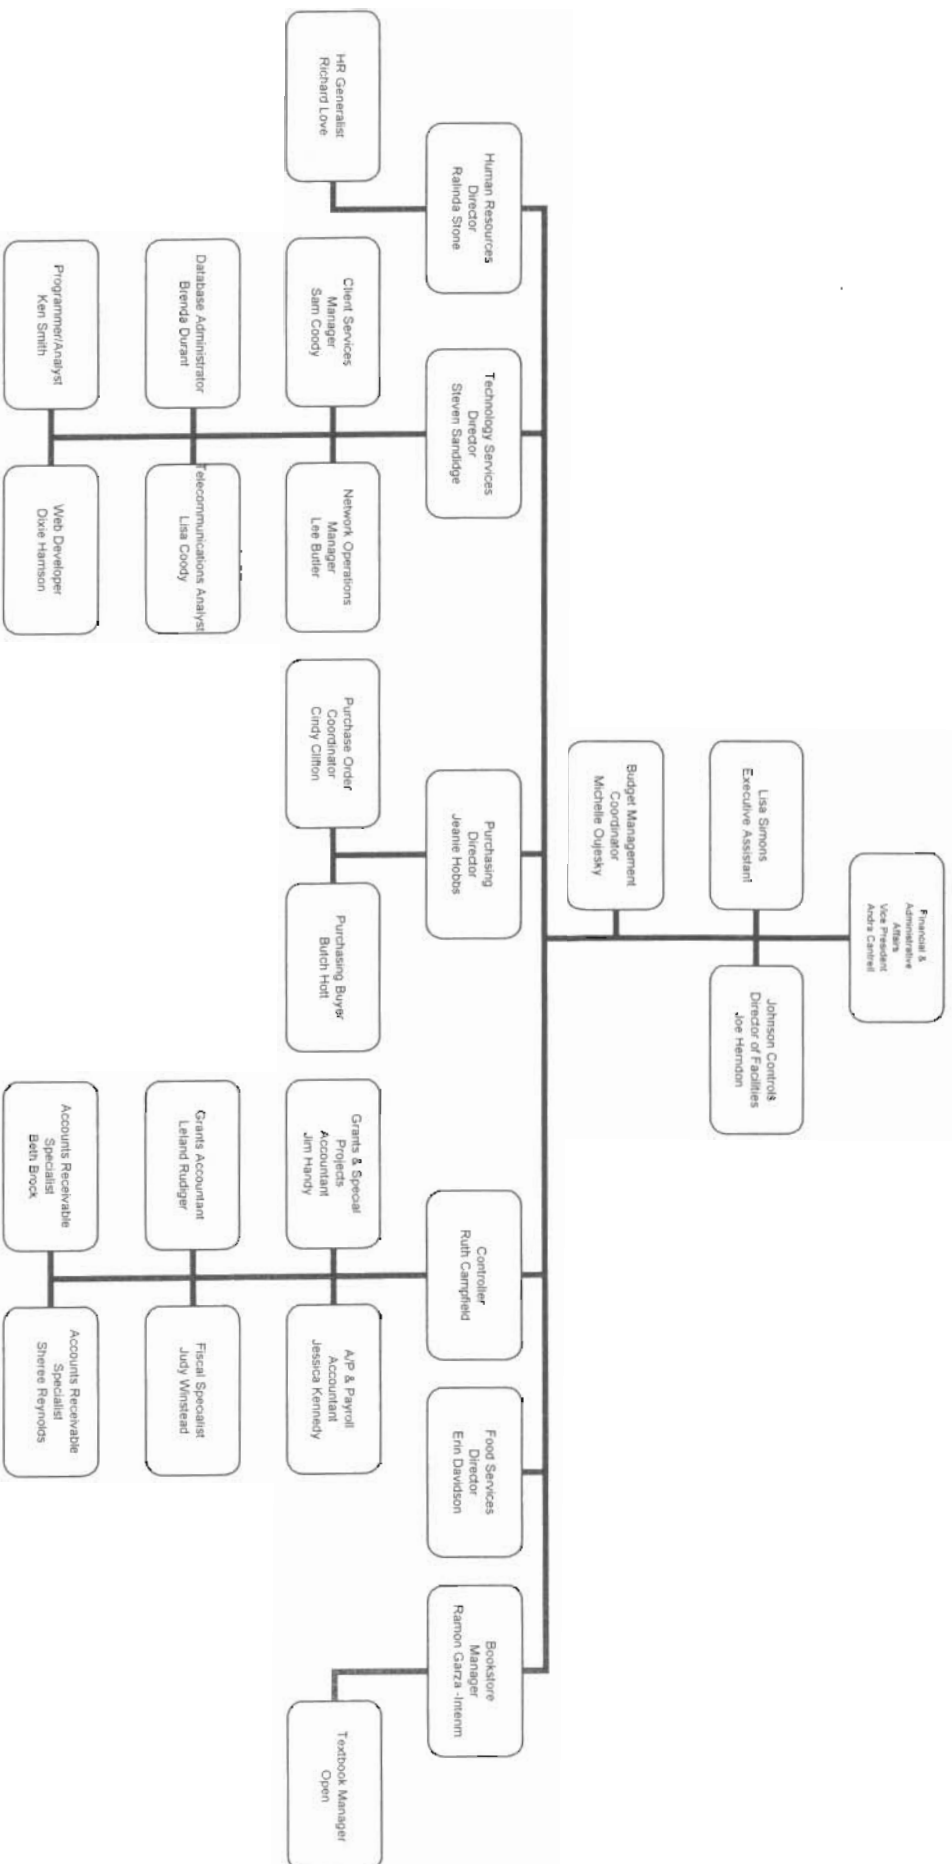 Financial &
Administrative
Affairs
Vice President
Andra Cantrell
Lisa Simons
Executive Assistant
Johnson Controls
Director of Facilities
Joe Herndon
Budget Management
Coordinator
Michelle Oujesky
Human Resources
Director
Ralinda Stone
Technology Services
Director
Steven Sandidge
Purchasing
Director
Jeanie Hobbs
Controller
Ruth Campfield
Food Services
Director
Erin Davidson
Bookstore
Manager
Ramon Garza -Interim
HR Generalist
Richard Love
Client Services
Manager
Sam Coody
Network Operations
Manager
Lee Butler
Purchase Order
Coordinator
Cindy Clifton
Purchasing Buyer
Butch Hott
Grants & Special
Projects
Accountant
Jim Handy
A/P & Payroll
Accountant
Jessica Kennedy
Textbook Manager
Open
Database Administrator
Brenda Durant
Telecommunications Analyst
Lisa Coody
Grants Accountant
Leland Rudiger
Fiscal Specialist
Judy Winstead
Programmer/Analyst
Ken Smith
Web Developer
Dixie Harrison
Accounts Receivable
Specialist
Beth Brock
Accounts Receivable
Specialist
Sheree Reynolds